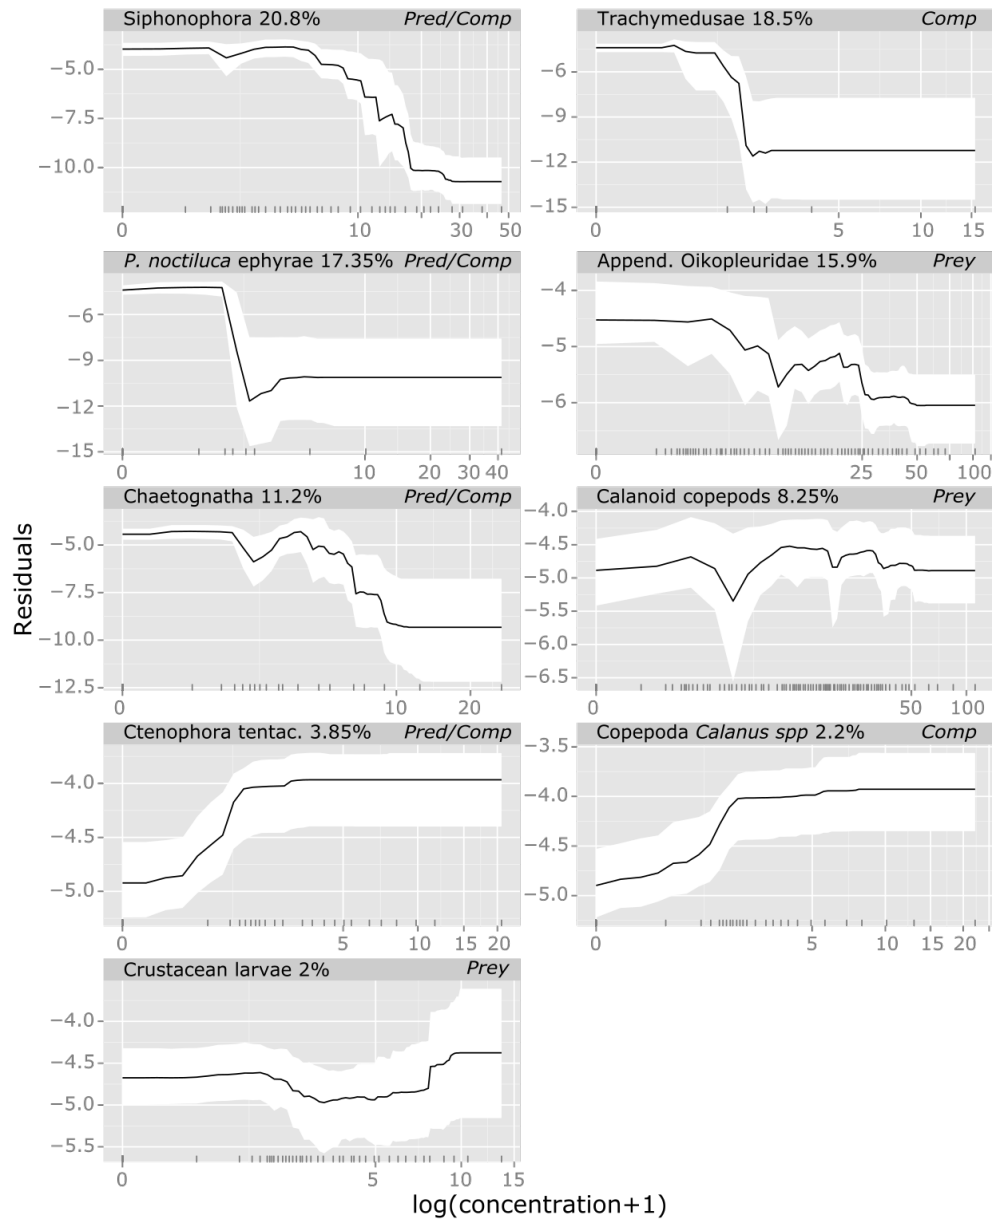 Siphonophora 20.8% Pred/Comp
Trachymedusae 18.5% Comp
−5.0
−7.5
−10.0
0 10 30 50
−6
−9
−12
−15
0 5 10 15
P. noctiluca ephyrae 17.35% Pred/Comp
Append. Oikopleuridae 15.9% Prey
−6
−9
−12
−15
0 10 20 30 40
−4
−5
−6
0 25 50 75 100
Chaetognatha 11.2% Pred/Comp
Calanoid copepods 8.25% Prey
−5.0
−7.5
−10.0
−12.5
0 10 20
−4.0
−4.5
−5.0
−5.5
−6.0
−6.5
0 50 100
Residuals
Ctenophora tentac. 3.85% Pred/Comp
Copepoda Calanus spp 2.2% Comp
−4.0
−4.5
−5.0
0 5 10 15 20
−3.5
−4.0
−4.5
−5.0
0 5 10 15 20
Crustacean larvae 2% Prey
−4.0
−4.5
−5.0
−5.5
0 5 10 15
log(concentration+1)